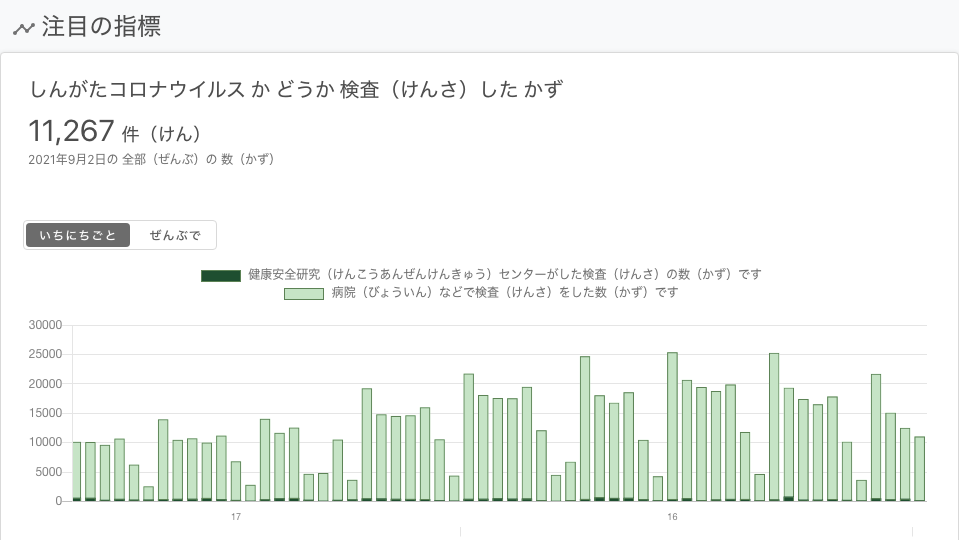 注目の指標
しんがたコロナウイルス か どうか 検査（けんさ）した かず
11,267 件（けん）
2021年9月2日の 全部（ぜんぶ）の 数（かず）
いちにちごと ぜんぶで
健康安全研究（けんこうあんぜんけんきゅう）センターがした検査（けんさ）の数（かず）です
病院（びょういん）などで検査（けんさ）をした数（かず）です
30000
25000
20000
15000
10000
5000
0
17 16